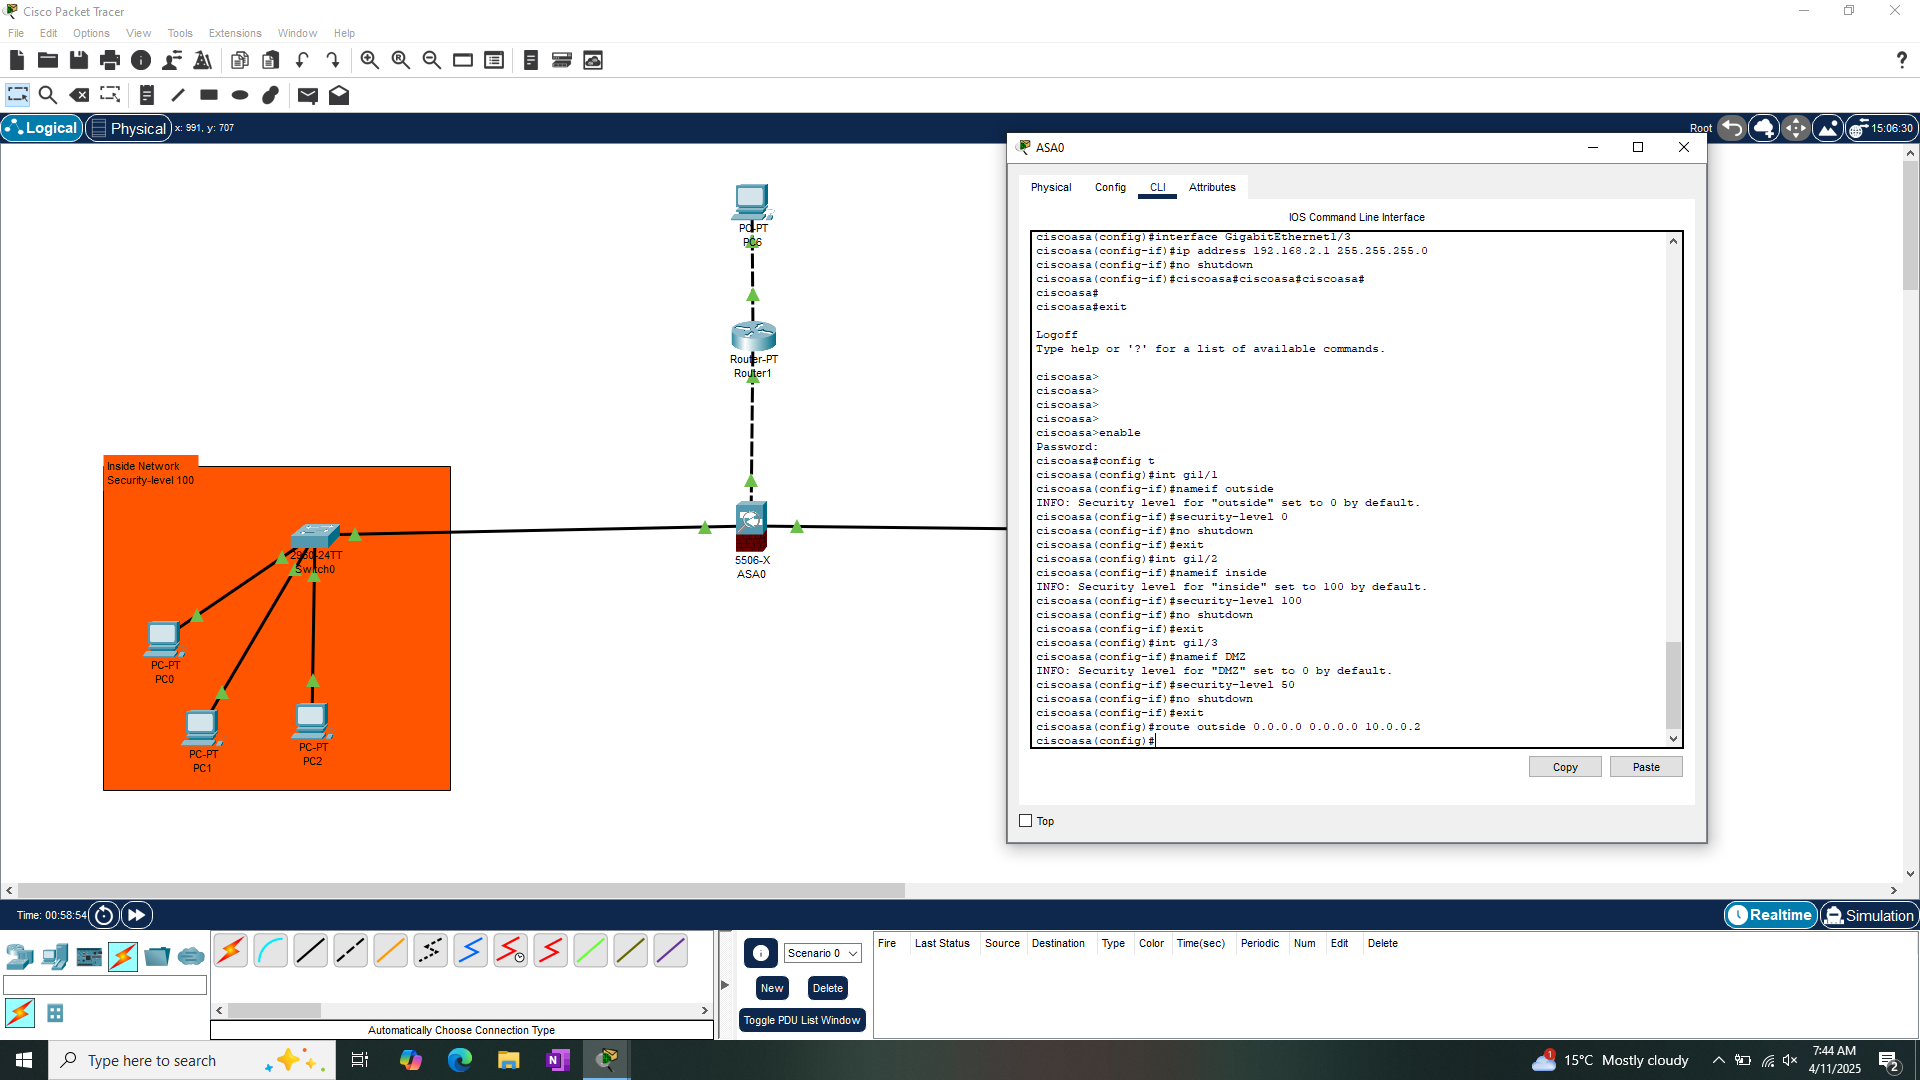 Cisco Packet Tracer
File Edit Options View Tools Extensions Window Help
Logical Physical x: 991, y: 707
Root 15:06:30
PC-PT
PC6
Router-PT
Router1
Inside Network
Security-level 100
2960-24TT
Switch0
5506-X
ASA0
PC-PT
PC0
PC-PT
PC1
PC-PT
PC2
ASA0
Physical Config CLI Attributes
IOS Command Line Interface
ciscoasa(config)#interface GigabitEthernet1/3
ciscoasa(config-if)#ip address 192.168.2.1 255.255.255.0
ciscoasa(config-if)#no shutdown
ciscoasa(config-if)#ciscoasa#ciscoasa#ciscoasa#
ciscoasa#
ciscoasa#exit
Logoff
Type help or '?' for a list of available commands.
ciscoasa>
ciscoasa>
ciscoasa>
ciscoasa>
ciscoasa>enable
Password:
ciscoasa#config t
ciscoasa(config)#int gi1/1
ciscoasa(config-if)#nameif outside
INFO: Security level for "outside" set to 0 by default.
ciscoasa(config-if)#security-level 0
ciscoasa(config-if)#no shutdown
ciscoasa(config-if)#exit
ciscoasa(config)#int gi1/2
ciscoasa(config-if)#nameif inside
INFO: Security level for "inside" set to 100 by default.
ciscoasa(config-if)#security-level 100
ciscoasa(config-if)#no shutdown
ciscoasa(config-if)#exit
ciscoasa(config)#int gi1/3
ciscoasa(config-if)#nameif DMZ
INFO: Security level for "DMZ" set to 0 by default.
ciscoasa(config-if)#security-level 50
ciscoasa(config-if)#no shutdown
ciscoasa(config-if)#exit
ciscoasa(config)#route outside 0.0.0.0 0.0.0.0 10.0.0.2
ciscoasa(config)#
Copy Paste
Top
Time: 00:58:54
Realtime Simulation
Scenario 0
New Delete
Toggle PDU List Window
Fire Last Status Source Destination Type Color Time(sec) Periodic Num Edit Delete
Automatically Choose Connection Type
Type here to search
1
15°C Mostly cloudy
7:44 AM
4/11/2025
2